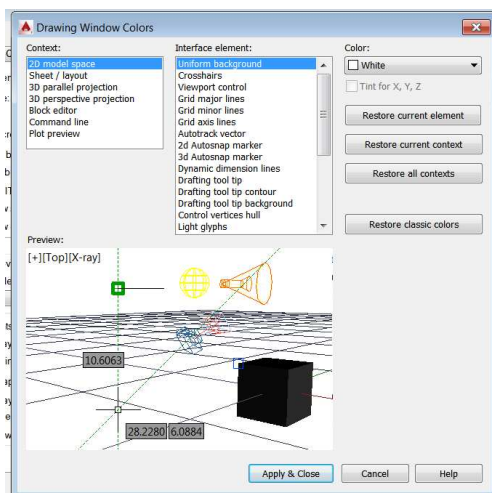 Drawing Window Colors
Context:
2D model space
Sheet / layout
3D parallel projection
3D perspective projection
Block editor
Command line
Plot preview
Interface element:
Uniform background
Crosshairs
Viewport control
Grid major lines
Grid minor lines
Grid axis lines
Autotrack vector
2d Autosnap marker
3d Autosnap marker
Dynamic dimension lines
Drafting tool tip
Drafting tool tip contour
Drafting tool tip background
Control vertices hull
Light glyphs
Color:
White
Tint for X, Y, Z
Restore current element
Restore current context
Restore all contexts
Restore classic colors
Preview:
[+][Top][X-ray]
10.6063
28.2280 6.0884
Apply & Close
Cancel
Help